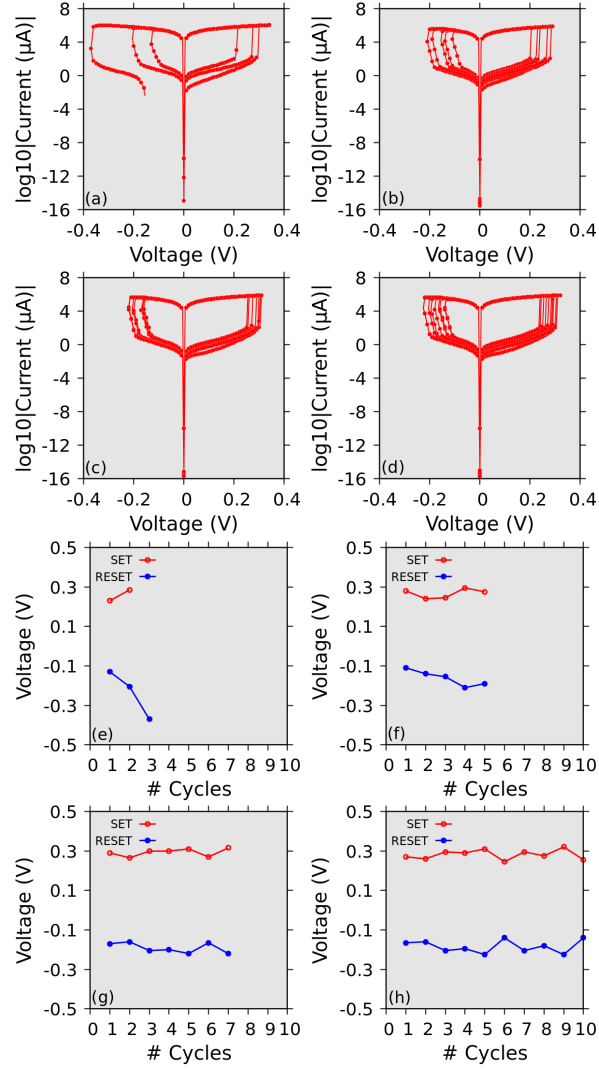 8
4
0
-4
-8
-12
-16
-0.4 -0.2 0 0.2 0.4
log10|Current (µA)|
Voltage (V)
(a)
8
4
0
-4
-8
-12
-16
-0.4 -0.2 0 0.2 0.4
log10|Current (µA)|
Voltage (V)
(b)
8
4
0
-4
-8
-12
-16
-0.4 -0.2 0 0.2 0.4
log10|Current (µA)|
Voltage (V)
(c)
8
4
0
-4
-8
-12
-16
-0.4 -0.2 0 0.2 0.4
log10|Current (µA)|
Voltage (V)
(d)
0.5
0.3
0.1
-0.1
-0.3
-0.5
0 1 2 3 4 5 6 7 8 9 10
Voltage (V)
# Cycles
SET
RESET
(e)
0.5
0.3
0.1
-0.1
-0.3
-0.5
0 1 2 3 4 5 6 7 8 9 10
Voltage (V)
# Cycles
SET
RESET
(f)
0.5
0.3
0.1
-0.1
-0.3
-0.5
0 1 2 3 4 5 6 7 8 9 10
Voltage (V)
# Cycles
SET
RESET
(g)
0.5
0.3
0.1
-0.1
-0.3
-0.5
0 1 2 3 4 5 6 7 8 9 10
Voltage (V)
# Cycles
SET
RESET
(h)